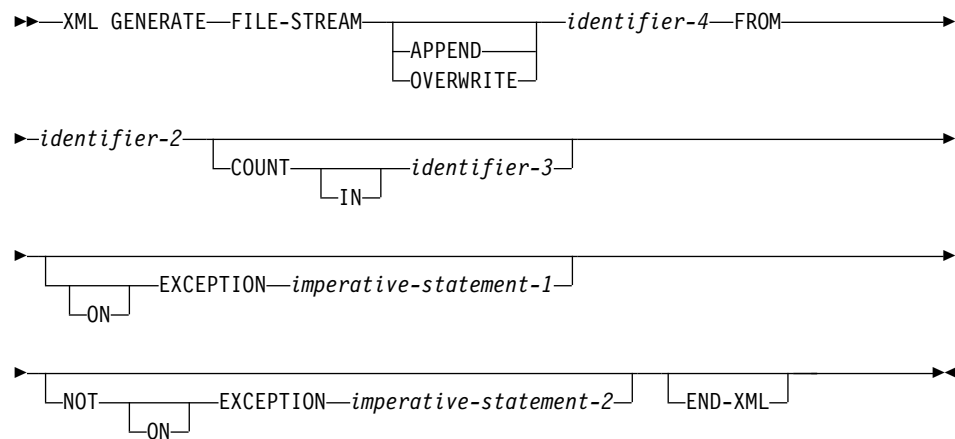 XML GENERATE FILE-STREAM identifier-4 FROM
APPEND
OVERWRITE
identifier-2
COUNT identifier-3
IN
EXCEPTION imperative-statement-1
ON
NOT EXCEPTION imperative-statement-2 END-XML
ON